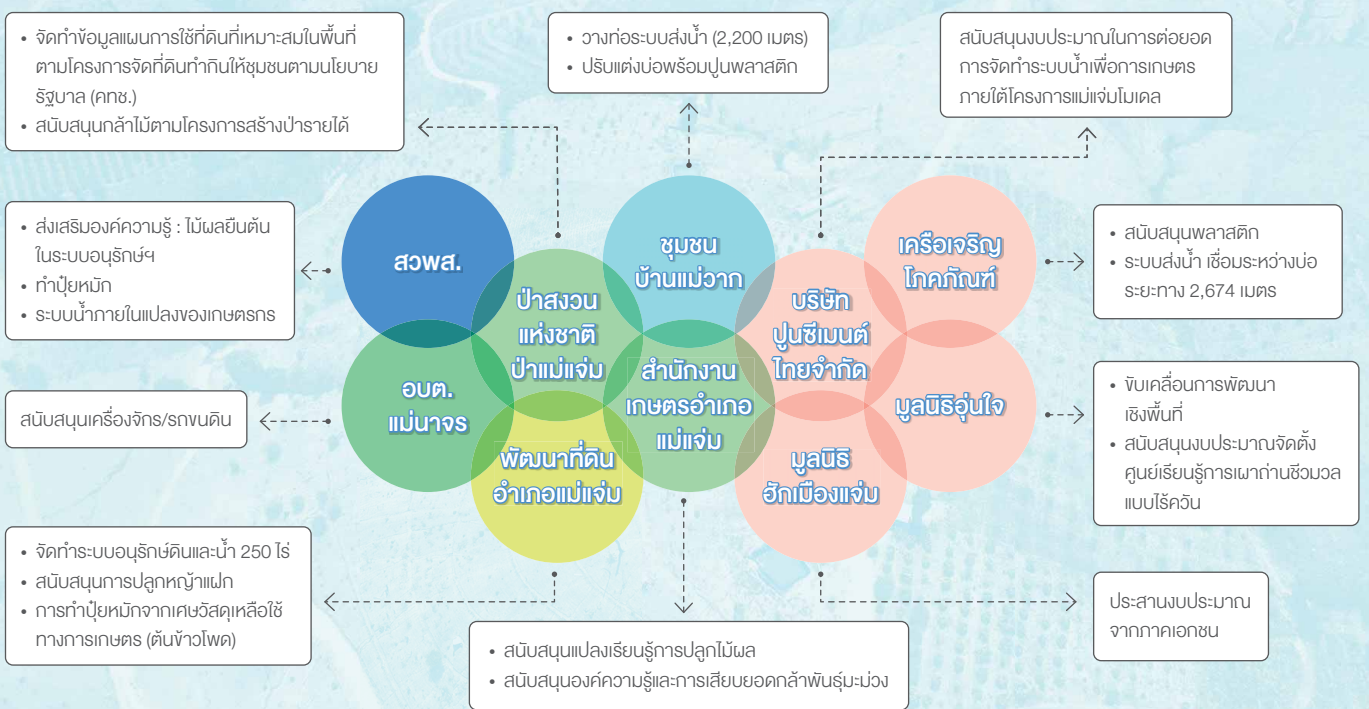 • จัดทำข้อมูลแผนการใช้ที่ดินที่เหมาะสมในพื้นที่
ตามโครงการจัดที่ดินทำกินให้ชุมชนตามนโยบาย
รัฐบาล (คทช.)
• สนับสนุนกล้าไม้ตามโครงการสร้างป่ารายได้
• วางท่อระบบส่งน้ำ (2,200 เมตร)
• ปรับแต่งบ่อพร้อมปูนพลาสติก
สนับสนุนงบประมาณในการต่อยอด
การจัดทำระบบน้ำเพื่อการเกษตร
ภายใต้โครงการแม่แจ่มโมเดล
• ส่งเสริมองค์ความรู้ : ไม้ผลยืนต้น
ในระบบอนุรักษ์ฯ
• ทำปุ๋ยหมัก
• ระบบน้ำภายในแปลงของเกษตรกร
สวพส.
ป่าสงวน
แห่งชาติ
ป่าแม่แจ่ม
ชุมชน
บ้านแม่วาก
บริษัท
ปูนซีเมนต์
ไทยจำกัด
เครือเจริญ
โภคภัณฑ์
• สนับสนุนพลาสติก
• ระบบส่งน้ำ เชื่อมระหว่างบ่อ
ระยะทาง 2,674 เมตร
สนับสนุนเครื่องจักร/รถขนดิน
อบต.
แม่นาจร
พัฒนาที่ดิน
อำเภอแม่แจ่ม
สำนักงาน
เกษตรอำเภอ
แม่แจ่ม
มูลนิธิ
ฮักเมืองแจ่ม
มูลนิธิอุ่นใจ
• ขับเคลื่อนการพัฒนา
เชิงพื้นที่
• สนับสนุนงบประมาณจัดตั้ง
ศูนย์เรียนรู้การเผาถ่านชีวมวล
แบบไร้ควัน
• จัดทำระบบอนุรักษ์ดินและน้ำ 250 ไร่
• สนับสนุนการปลูกหญ้าแฝก
• การทำปุ๋ยหมักจากเศษวัสดุเหลือใช้
ทางการเกษตร (ต้นข้าวโพด)
• สนับสนุนแปลงเรียนรู้การปลูกไม้ผล
• สนับสนุนองค์ความรู้และการเสียบยอดกล้าพันธุ์มะม่วง
ประสานงบประมาณ
จากภาคเอกชน